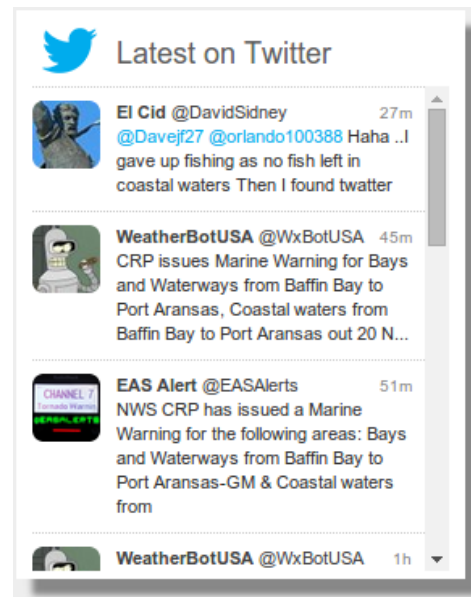 Latest on Twitter
El Cid @DavidSidney 27m
@Davejf27 @orlando100388 Haha ..I
gave up fishing as no fish left in
coastal waters Then I found twatter
WeatherBotUSA @WxBotUSA 45m
CRP issues Marine Warning for Bays
and Waterways from Baffin Bay to
Port Aransas, Coastal waters from
Baffin Bay to Port Aransas out 20 N...
CHANNEL 7
Tornado Warnin
@EASALERTS
EAS Alert @EASAlerts 51m
NWS CRP has issued a Marine
Warning for the following areas: Bays
and Waterways from Baffin Bay to
Port Aransas-GM & Coastal waters
from
WeatherBotUSA @WxBotUSA 1h